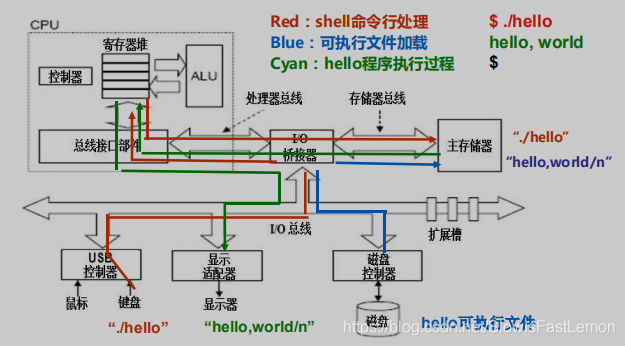 CPU
寄存器堆
控制器
ALU
总线接口部件
Red：shell命令行处理
Blue：可执行文件加载
Cyan：hello程序执行过程
$ ./hello
hello, world
$
处理器总线
存储器总线
I/O
桥接器
主存储器
“./hello”
“hello,world/n”
I/O 总线
扩展槽
USB
控制器
显示
适配器
磁盘
控制器
鼠标
键盘
显示器
磁盘
“./hello”
“hello,world/n”
hello可执行文件